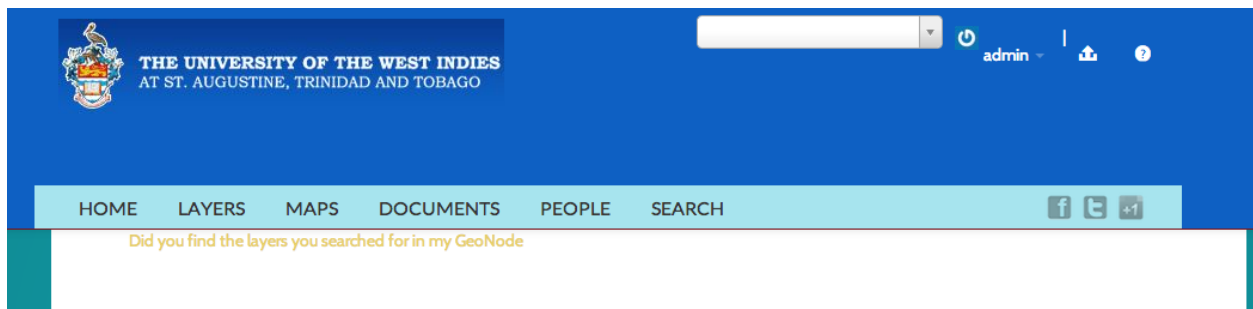 THE UNIVERSITY OF THE WEST INDIES
AT ST. AUGUSTINE, TRINIDAD AND TOBAGO
admin
|
?
HOME LAYERS MAPS DOCUMENTS PEOPLE SEARCH
f t +1
Did you find the layers you searched for in my GeoNode